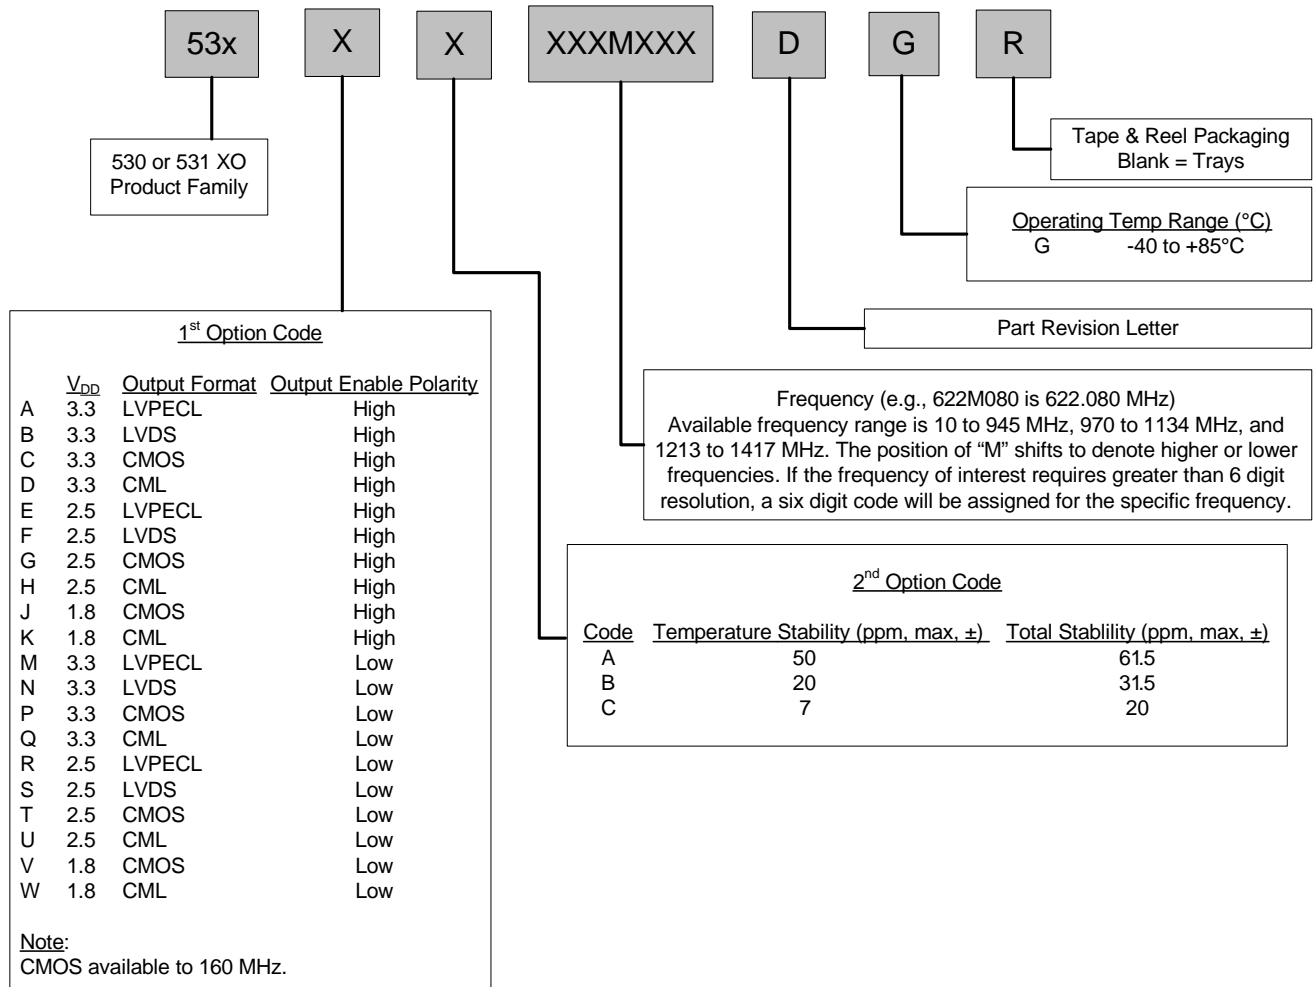 53x X X XXXMXXX D G R
530 or 531 XO
Product Family
Tape & Reel Packaging
Blank = Trays
Operating Temp Range (°C)
G -40 to +85°C
Part Revision Letter
Frequency (e.g., 622M080 is 622.080 MHz)
Available frequency range is 10 to 945 MHz, 970 to 1134 MHz, and
1213 to 1417 MHz. The position of “M” shifts to denote higher or lower
frequencies. If the frequency of interest requires greater than 6 digit
resolution, a six digit code will be assigned for the specific frequency.
1st Option Code
VDD Output Format Output Enable Polarity
A 3.3 LVPECL High
B 3.3 LVDS High
C 3.3 CMOS High
D 3.3 CML High
E 2.5 LVPECL High
F 2.5 LVDS High
G 2.5 CMOS High
H 2.5 CML High
J 1.8 CMOS High
K 1.8 CML High
M 3.3 LVPECL Low
N 3.3 LVDS Low
P 3.3 CMOS Low
Q 3.3 CML Low
R 2.5 LVPECL Low
S 2.5 LVDS Low
T 2.5 CMOS Low
U 2.5 CML Low
V 1.8 CMOS Low
W 1.8 CML Low
Note:
CMOS available to 160 MHz.
2nd Option Code
Code Temperature Stability (ppm, max, ±) Total Stablility (ppm, max, ±)
A 50 61.5
B 20 31.5
C 7 20